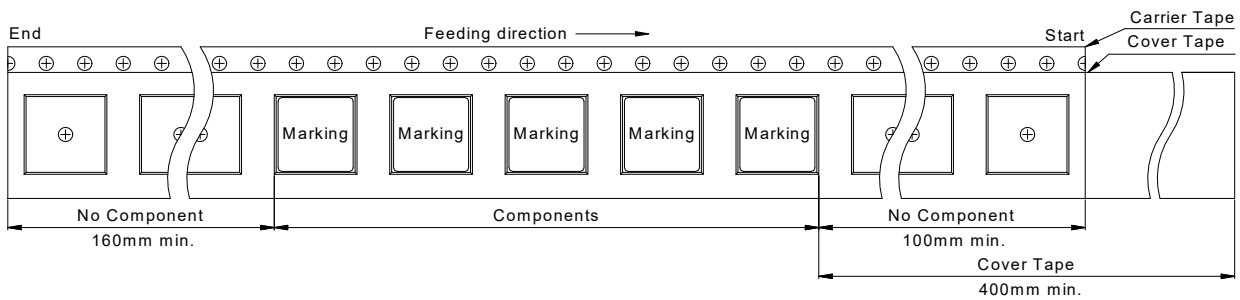 Carrier Tape
End
Feeding direction
Start
Cover Tape
Marking
Marking
Marking
Marking
Marking
No Component
Components
No Component
160mm min.
100mm min.
Cover Tape
400mm min.